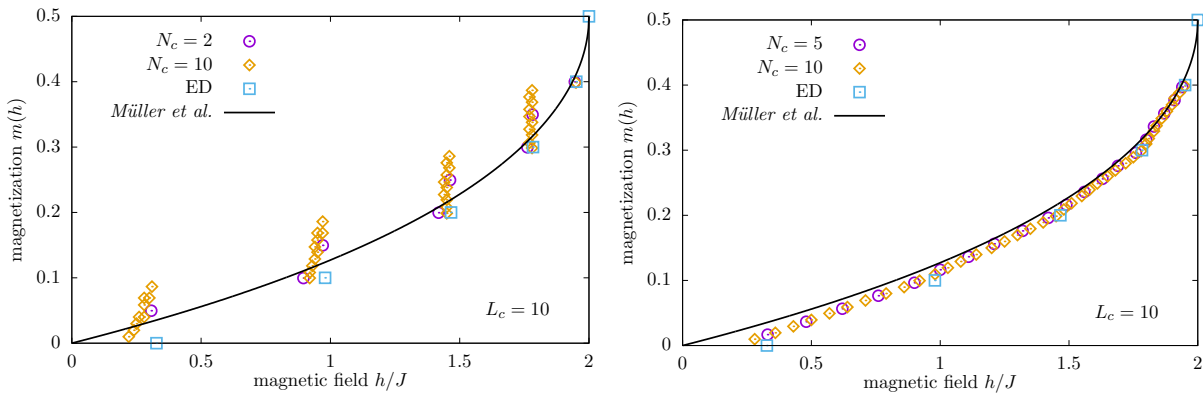 0.5
0.4
0.3
0.2
0.1
0
magnetization m(h)
N_c = 2
N_c = 10
ED
Müller et al.
L_c = 10
0 0.5 1 1.5 2
magnetic field h/J
0.5
0.4
0.3
0.2
0.1
0
magnetization m(h)
N_c = 5
N_c = 10
ED
Müller et al.
L_c = 10
0 0.5 1 1.5 2
magnetic field h/J